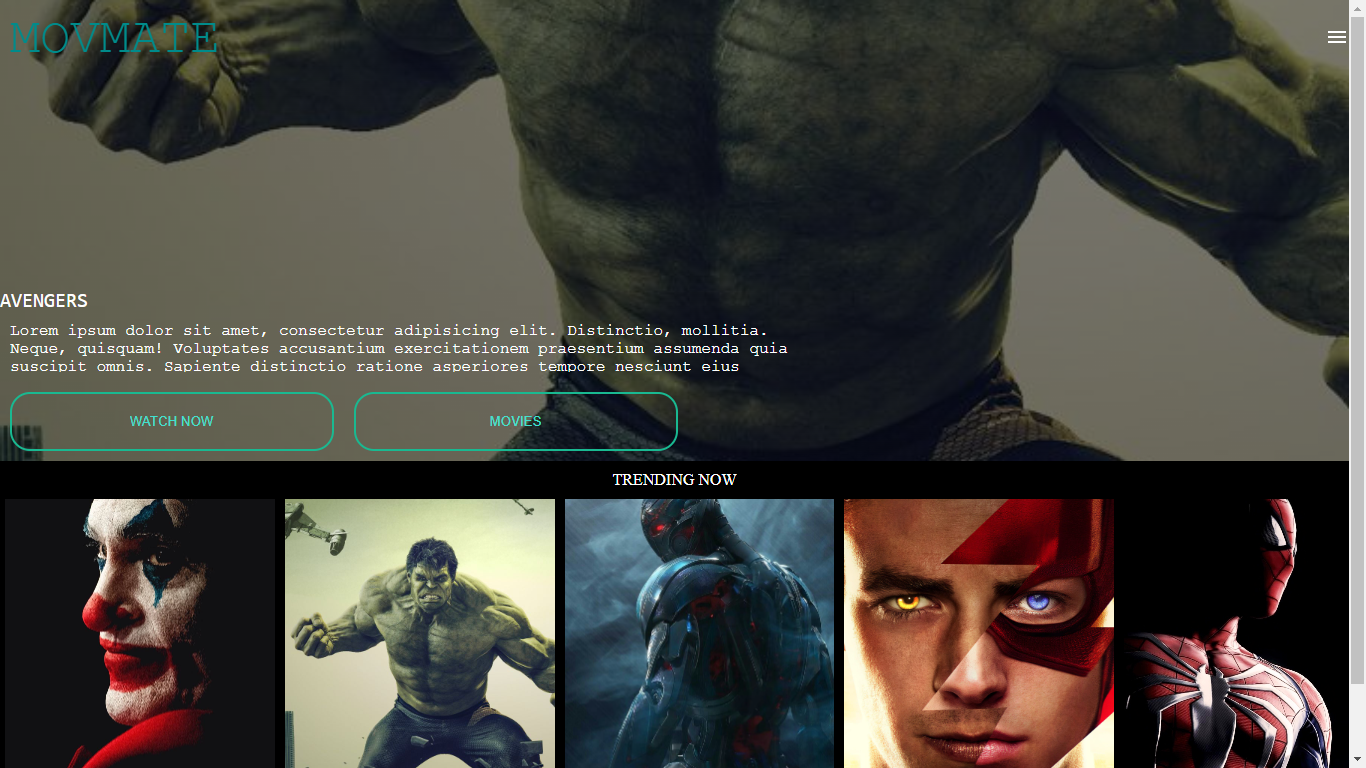 MOVMATE
AVENGERS
Lorem ipsum dolor sit amet, consectetur adipisicing elit. Distinctio, mollitia.
Neque, quisquam! Voluptates accusantium exercitationem praesentium assumenda quia
suscipit omnis. Sapiente distinctio ratione asperiores tempore nesciunt eius
WATCH NOW
MOVIES
TRENDING NOW